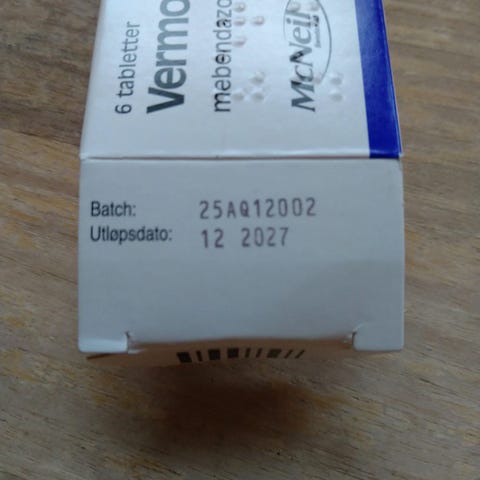 6 tabletter
Vermo
mebendazo
McNeil
Batch: 25AQ12002
Utløpsdato: 12 2027